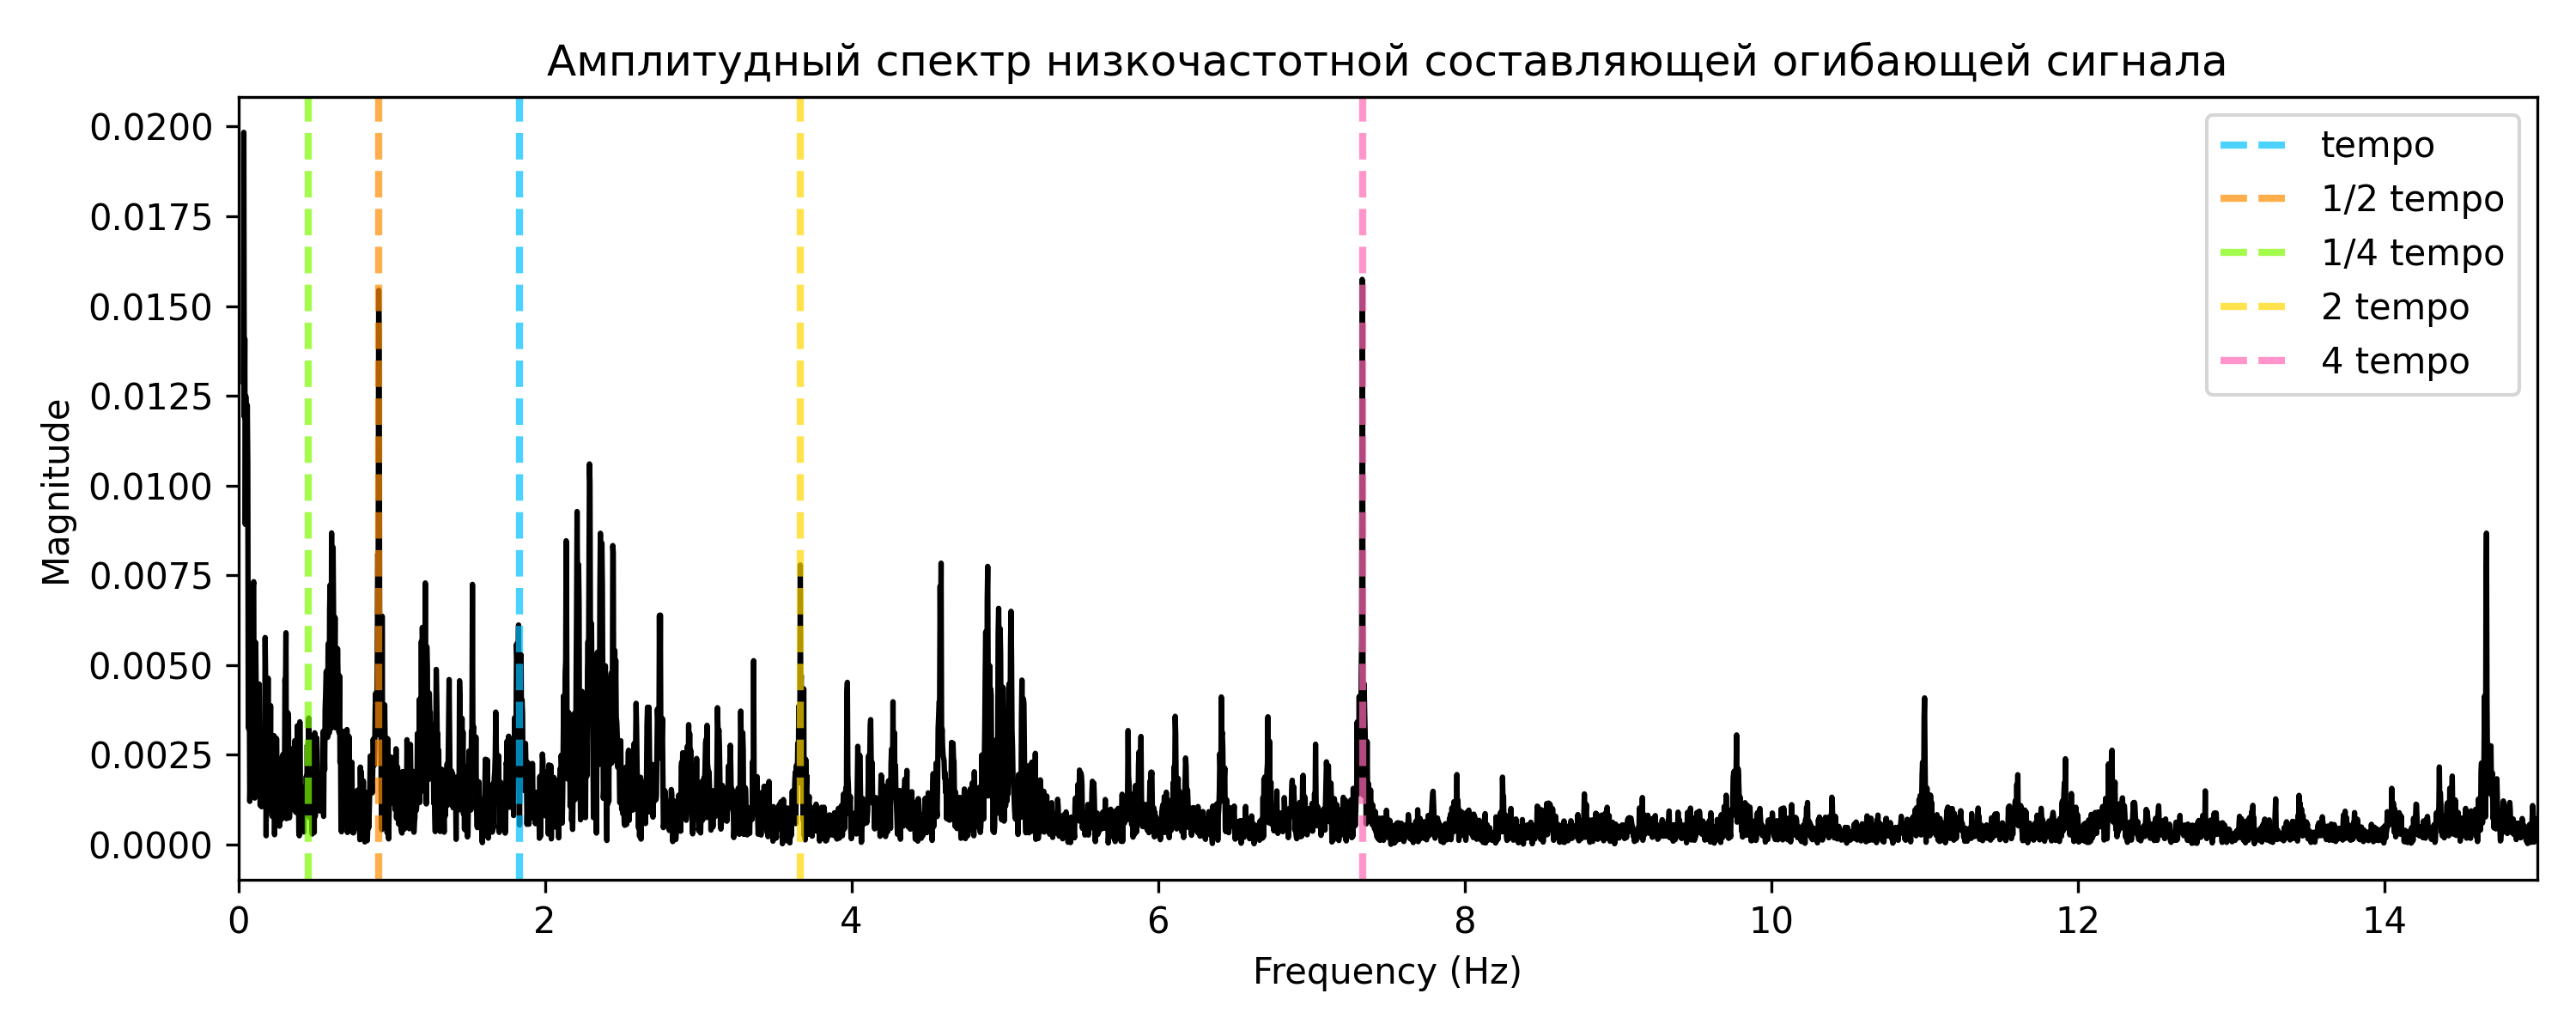 Амплитудный спектр низкочастотной составляющей огибающей сигнала
0.0200
0.0175
0.0150
0.0125
0.0100
0.0075
0.0050
0.0025
0.0000
Magnitude
tempo
1/2 tempo
1/4 tempo
2 tempo
4 tempo
0 2 4 6 8 10 12 14
Frequency (Hz)